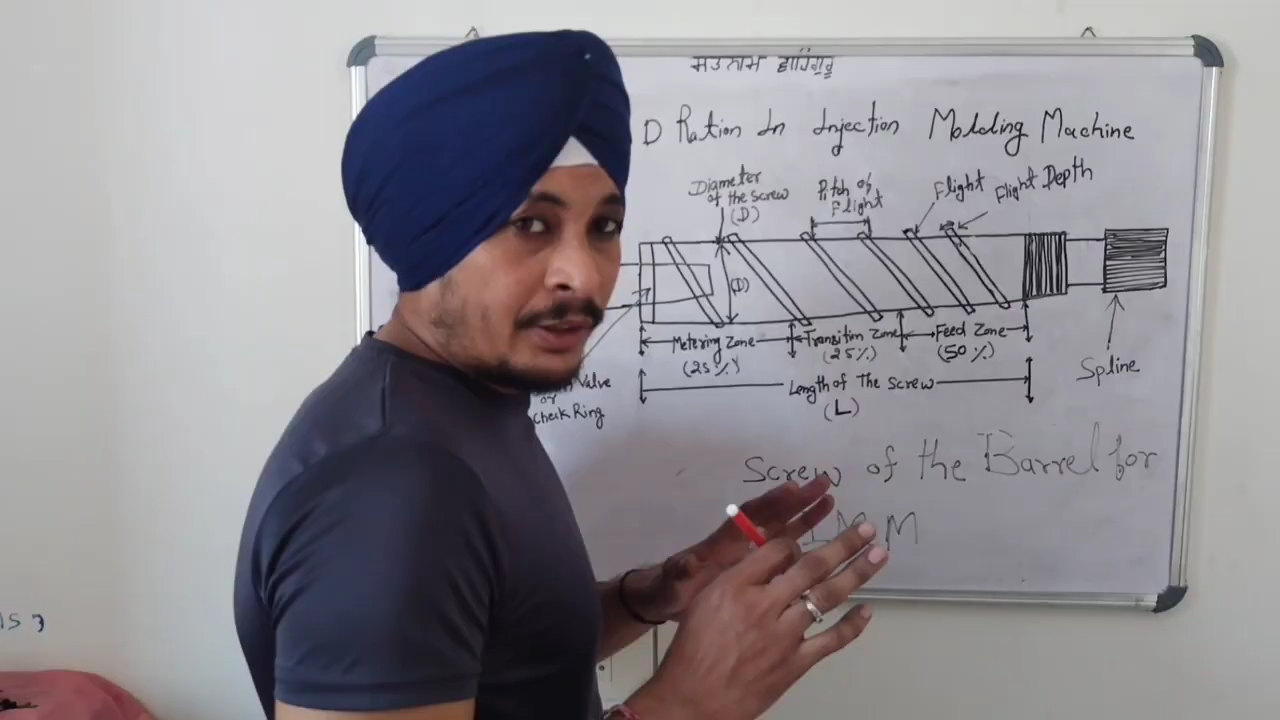 ਸਤਨਾਮ ਵਾਹਿਗੁਰੂ
D Ration In Injection Molding Machine
Diameter
of the Screw
(D)
Pitch of
Flight
Flight
Flight Depth
(D)
Metering Zone
(25%)
Transition Zone
(25%)
Feed Zone
(50%)
Length of The Screw
(L)
Spline
Valve
or
Check Ring
Screw of the Barrel for
IMM